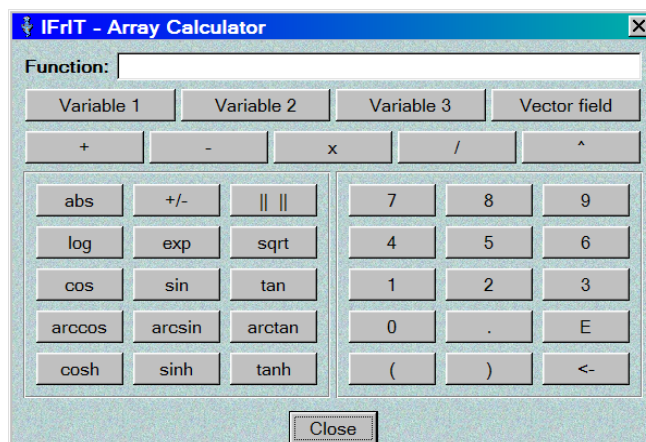 IFrIT - Array Calculator
Function:
Variable 1 Variable 2 Variable 3 Vector field
+ - x / ^
abs +/- || || 7 8 9
log exp sqrt 4 5 6
cos sin tan 1 2 3
arccos arcsin arctan 0 . E
cosh sinh tanh ( ) <-
Close